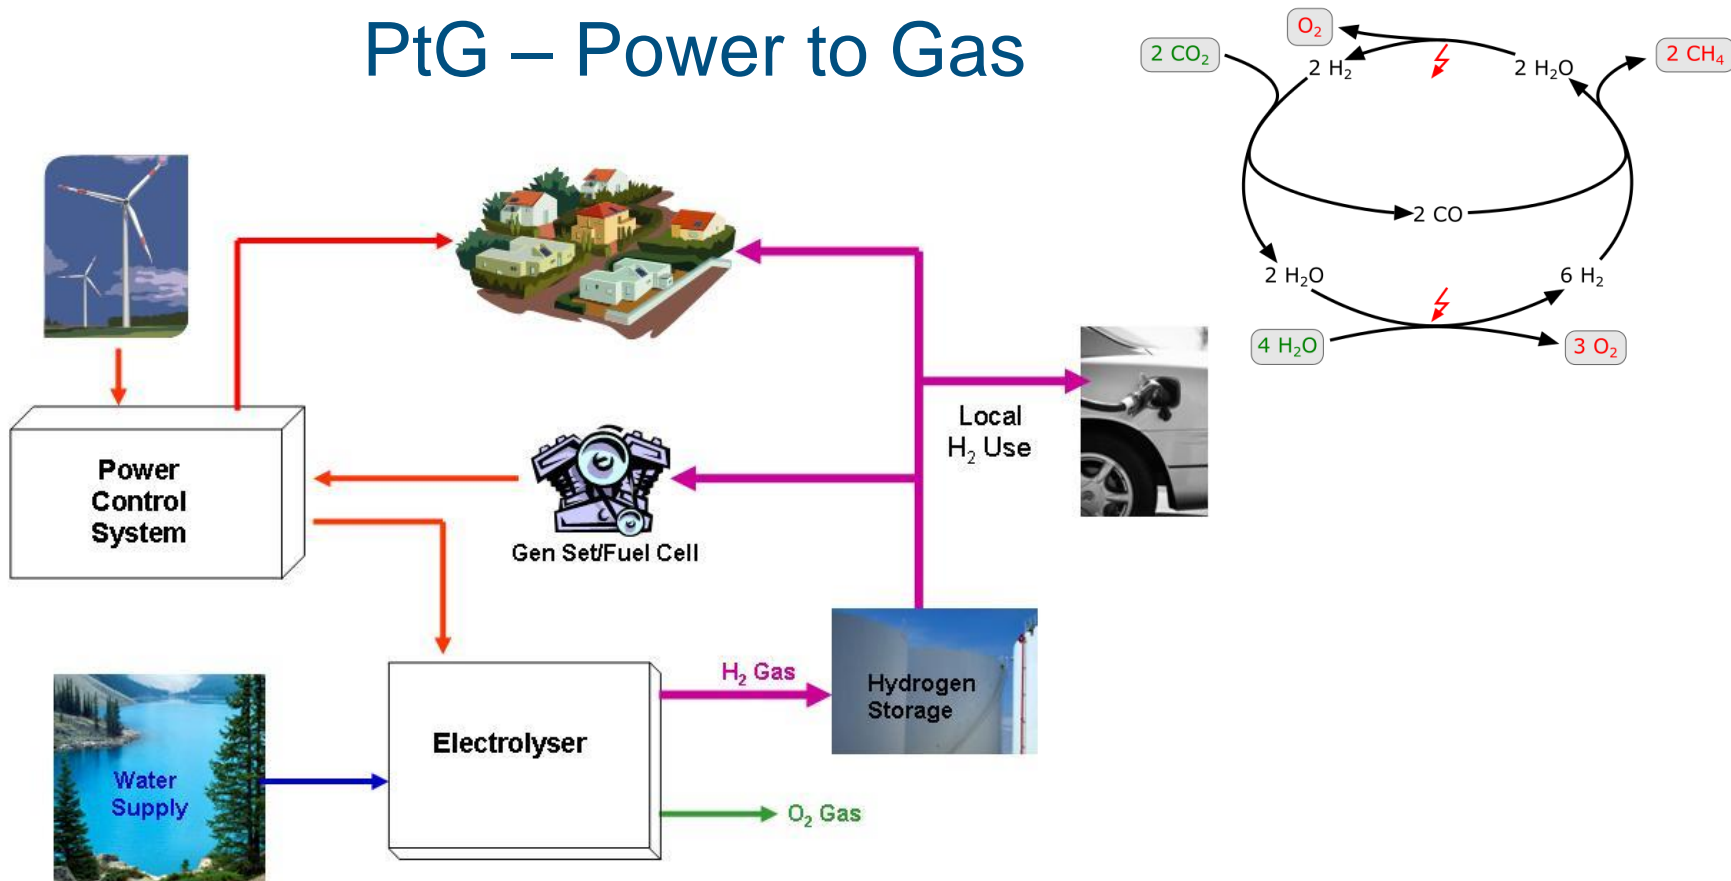 PtG – Power to Gas
O₂
2 CO₂
2 H₂
2 H₂O
2 CH₄
2 CO
2 H₂O
6 H₂
4 H₂O
3 O₂
Local
H₂ Use
Power
Control
System
Gen Set/Fuel Cell
H₂ Gas
Hydrogen
Storage
Electrolyser
Water
Supply
O₂ Gas